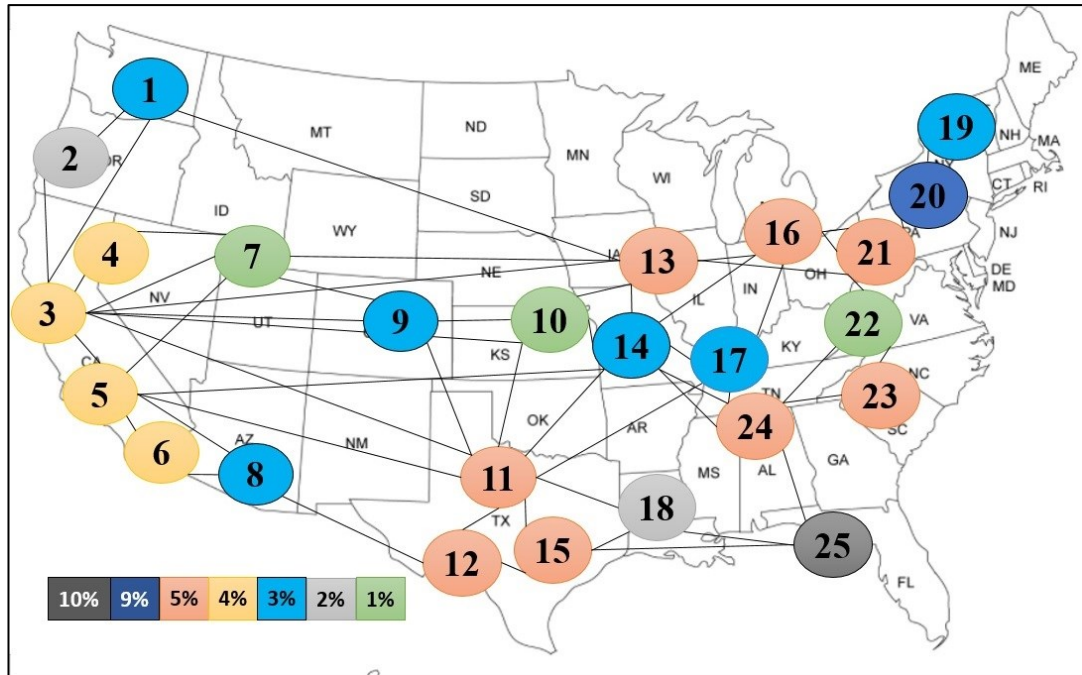 ME
1
MT
ND
MN
19
NH
MA
2
OR
WI
NY
CT
RI
SD
20
ID
WY
16
PA
NJ
4
7
IA
13
21
OH
NE
IL
IN
DE
MD
3
NV
UT
9
10
22
VA
14
17
KY
CA
KS
5
TN
23
NC
6
AZ
NM
OK
AR
24
SC
8
11
MS
AL
GA
18
TX
12
15
25
FL
10% 9% 5% 4% 3% 2% 1%